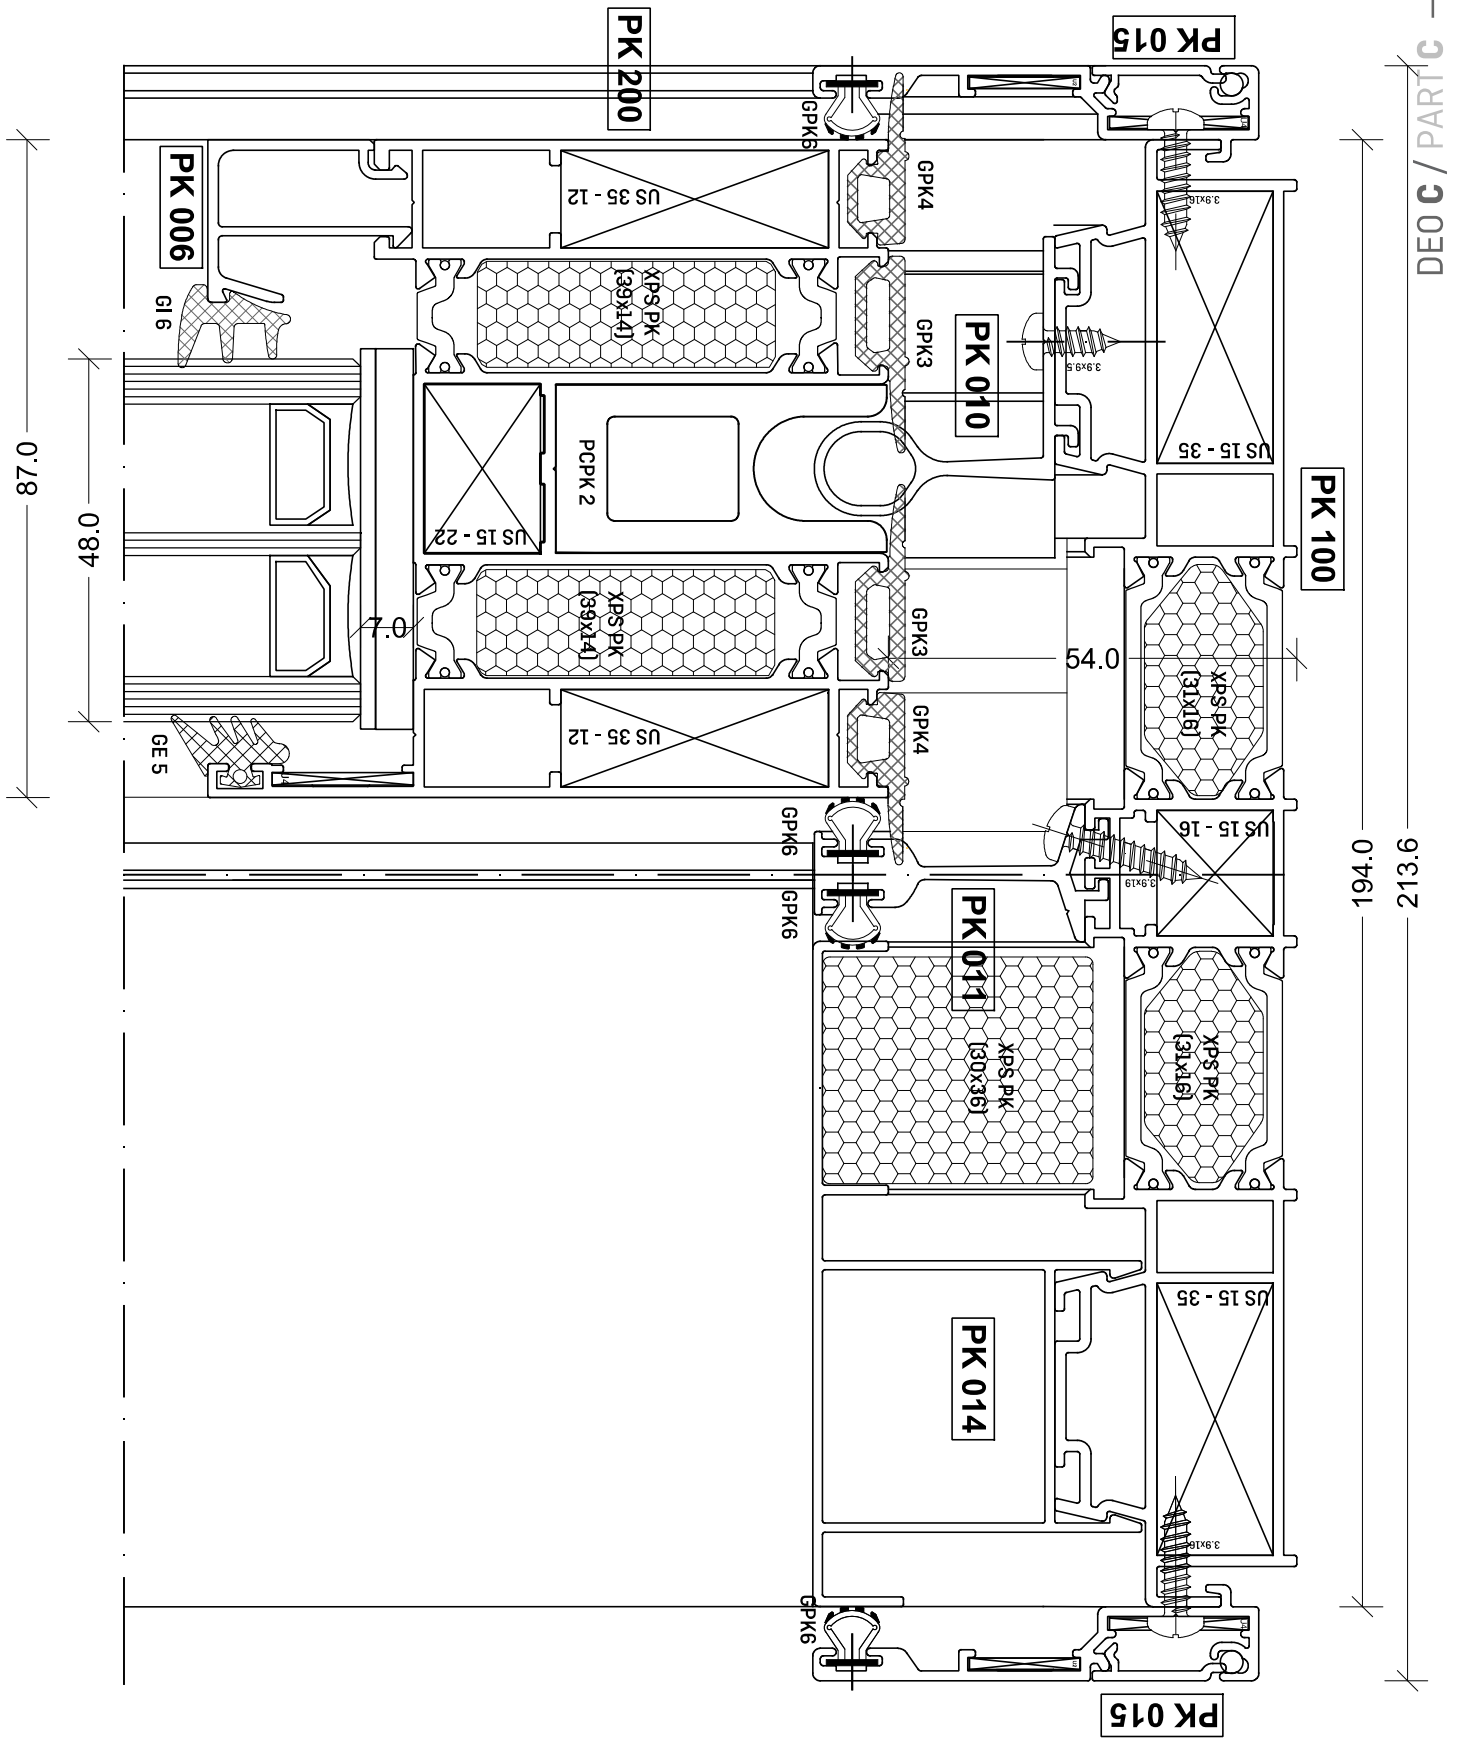 DEO C / PART C –
PK 015
PK 200
GPK6
3.9x16
PK 006
US 35 - 12
GPK4
XPS PK
(39x14)
GI 6
GPK3
PK 010
3.9x9.5
US 15 - 35
PK 100
87.0
48.0
PCPK 2
US 15 - 22
7.0
XPS PK
(39x14)
GPK3
54.0
XPS PK
(31x16)
US 35 - 12
GPK4
GE 5
GPK6
US 15 - 16
3.9x19
194.0
213.6
GPK6
PK 011
XPS PK
(30x36)
XPS PK
(31x16)
US 15 - 35
PK 014
3.9x16
GPK6
PK 015